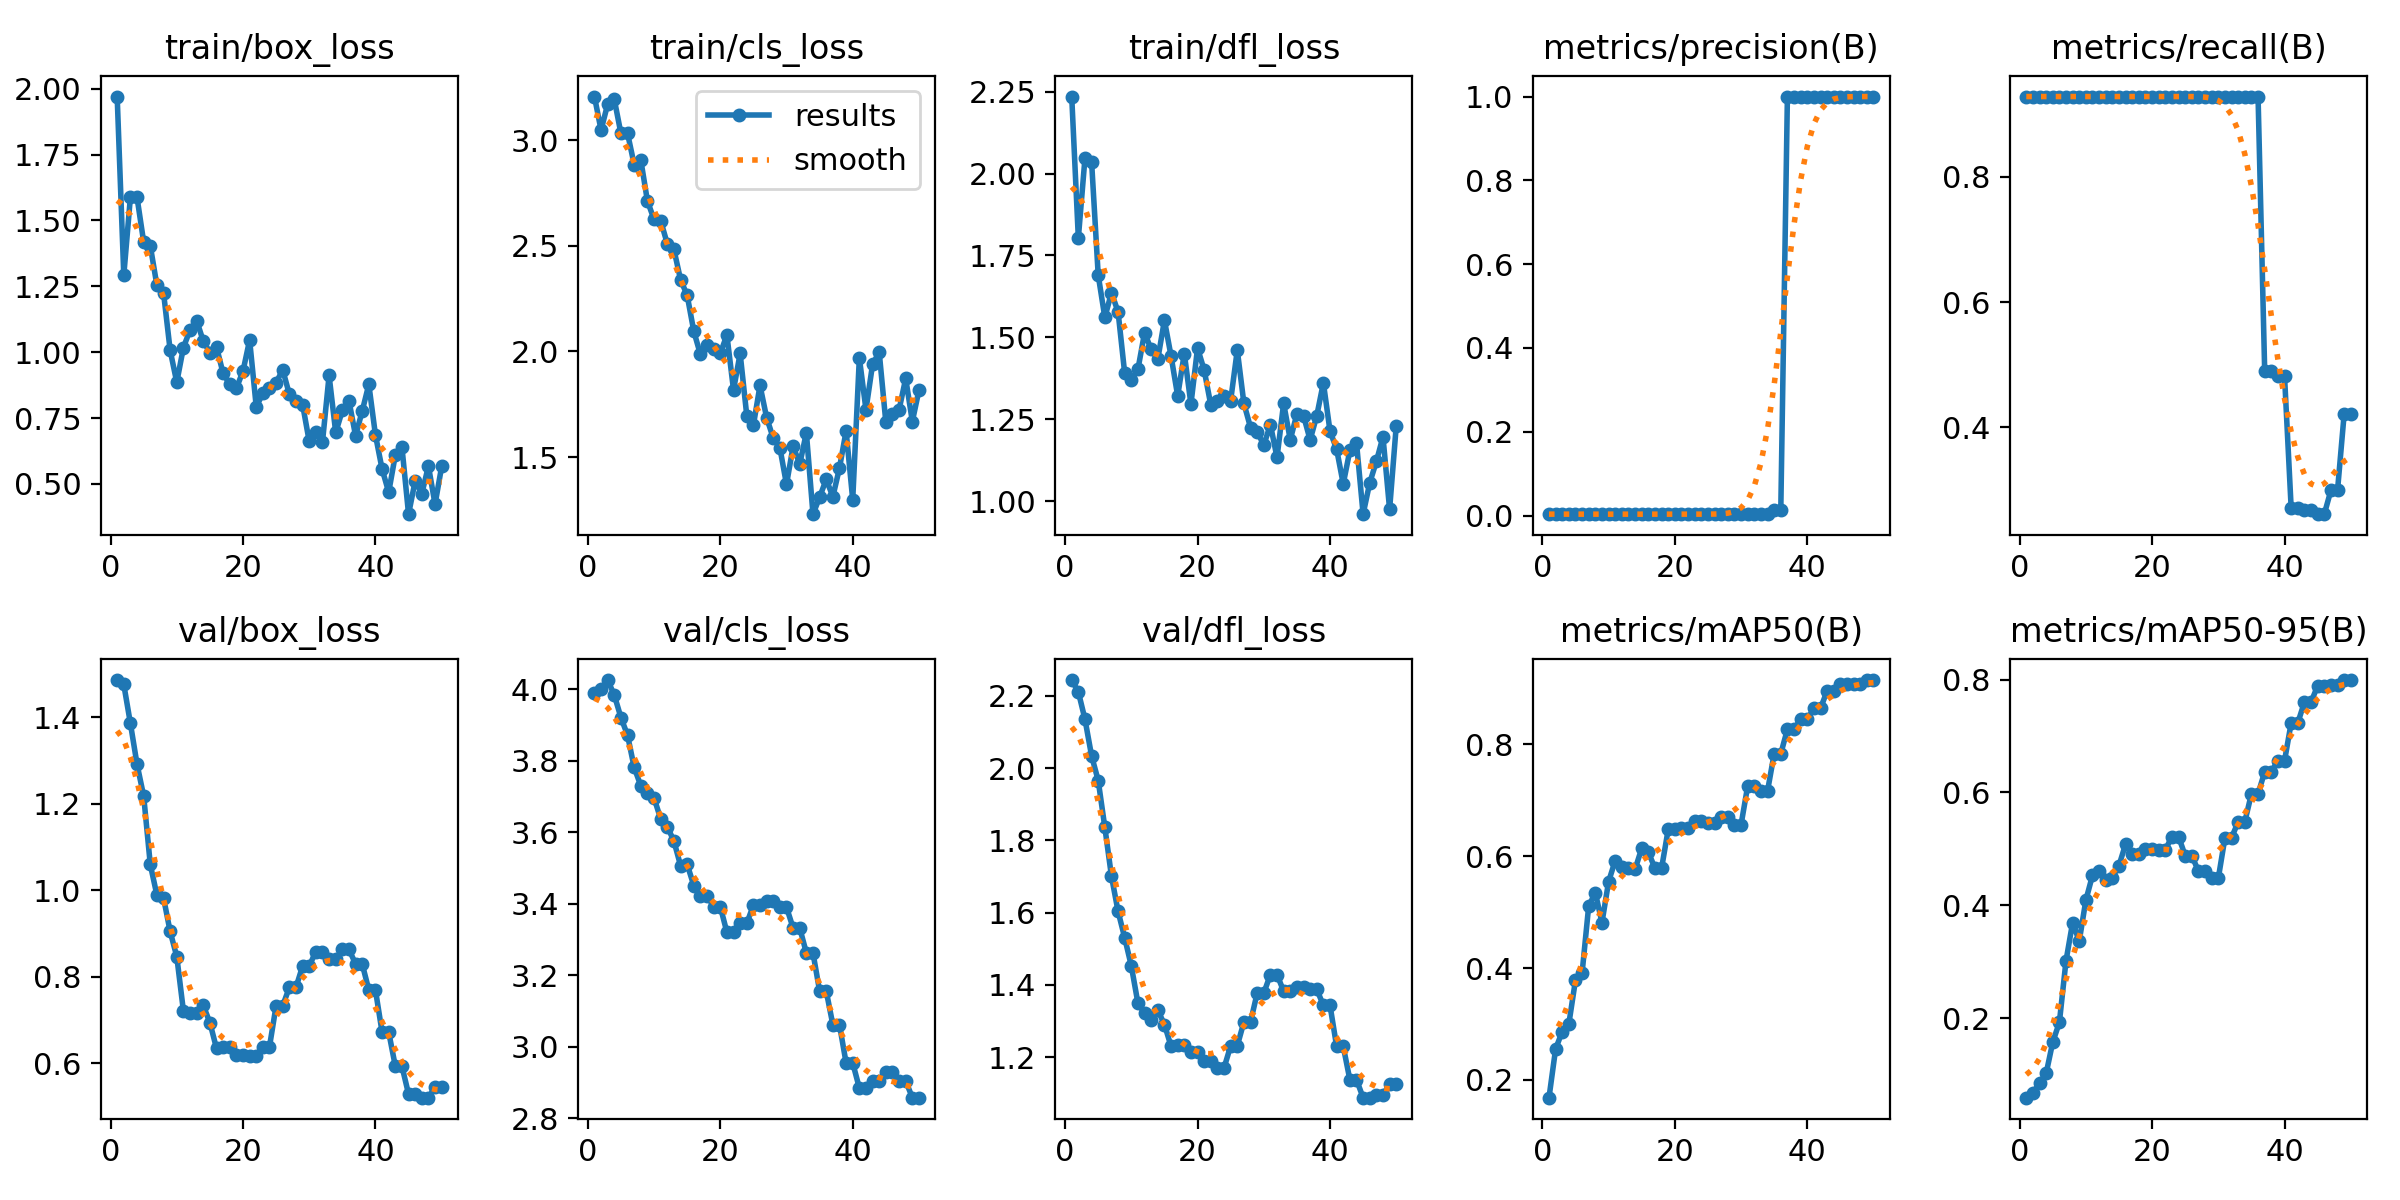 train/box_loss
2.00
1.75
1.50
1.25
1.00
0.75
0.50
0 20 40
train/cls_loss
results
smooth
3.0
2.5
2.0
1.5
0 20 40
train/dfl_loss
2.25
2.00
1.75
1.50
1.25
1.00
0 20 40
metrics/precision(B)
1.0
0.8
0.6
0.4
0.2
0.0
0 20 40
metrics/recall(B)
0.8
0.6
0.4
0 20 40
val/box_loss
1.4
1.2
1.0
0.8
0.6
0 20 40
val/cls_loss
4.0
3.8
3.6
3.4
3.2
3.0
2.8
0 20 40
val/dfl_loss
2.2
2.0
1.8
1.6
1.4
1.2
0 20 40
metrics/mAP50(B)
0.8
0.6
0.4
0.2
0 20 40
metrics/mAP50-95(B)
0.8
0.6
0.4
0.2
0 20 40